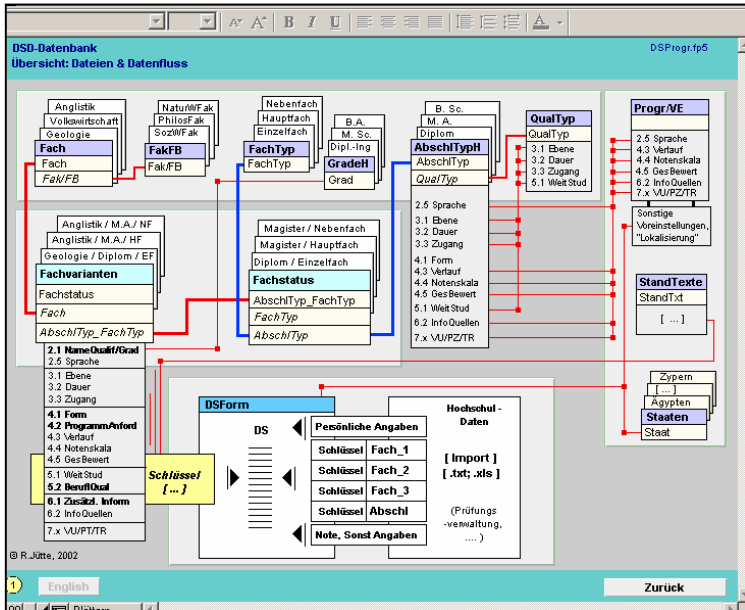 DSD-Datenbank
DSProgr.fp5
Übersicht: Dateien & Datenfluss
Anglistik
Volkswirtschaft
Geologie
Fach
Fach
Fak/FB
NaturWFak
PhilosFak
SozWFak
FakFB
Fak/FB
Nebenfach
Hauptfach
Einzelfach
FachTyp
FachTyp
B.A.
M. Sc.
Dipl.-Ing
GradeH
Grad
B. Sc.
M. A.
Diplom
AbschlTypH
AbschlTyp
QualTyp
2.5 Sprache
3.1 Ebene
3.2 Dauer
3.3 Zugang
4.1 Form
4.3 Verlauf
4.4 Notenskala
4.5 GesBewert
5.1 WeitStud
6.2 InfoQuellen
7.x VU/PZ/TR
QualTyp
QualTyp
3.1 Ebene
3.2 Dauer
3.3 Zugang
5.1 WeitStud
Progr/VE
2.5 Sprache
4.3 Verlauf
4.4 Notenskala
4.5 GesBewert
6.2 InfoQuellen
7.x VU/PZ/TR
Sonstige
Voreinstellungen,
"Lokalisierung"
Anglistik / M.A./ NF
Anglistik / M.A./ HF
Geologie / Diplom / EF
Fachvarianten
Fachstatus
Fach
AbschlTyp_FachTyp
2.1 NameQualif/Grad
2.5 Sprache
3.1 Ebene
3.2 Dauer
3.3 Zugang
4.1 Form
4.2 ProgrammAnford
4.3 Verlauf
4.4 Notenskala
4.5 GesBewert
5.1 WeitStud
5.2 BeruflQual
6.1 Zusätzl. Inform
6.2 InfoQuellen
7.x VU/PT/TR
Magister / Nebenfach
Magister / Hauptfach
Diplom / Einzelfach
Fachstatus
AbschlTyp_FachTyp
FachTyp
AbschlTyp
StandTexte
StandTxt
[ ... ]
Zypern
[ ... ]
Ägypten
Staaten
Staat
Schlüssel
[ ... ]
DSForm
DS
Persönliche Angaben
Schlüssel Fach_1
Schlüssel Fach_2
Schlüssel Fach_3
Schlüssel Abschl
Note, Sonst Angaben
Hochschul -
Daten
[ Import ]
[ .txt; .xls ]
(Prüfungs
-verwaltung,
.... )
© R.Jütte, 2002
1
English
Zurück